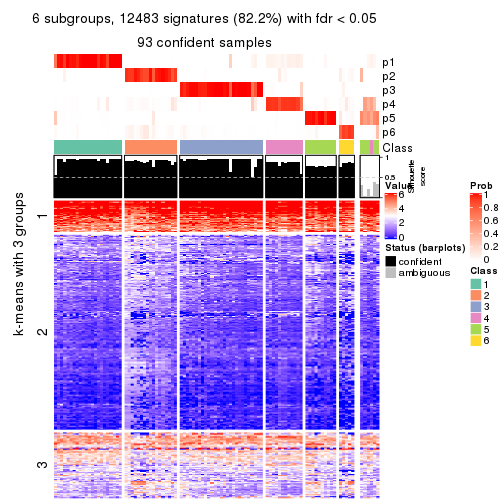 6 subgroups, 12483 signatures (82.2%) with fdr < 0.05
93 confident samples
p1
p2
p3
p4
p5
p6
Class
1
0.5
0
Silhouette
score
k-means with 3 groups
1
2
3
Value
6
4
2
0
Status (barplots)
confident
ambiguous
Prob
1
0.8
0.6
0.4
0.2
0
Class
1
2
3
4
5
6